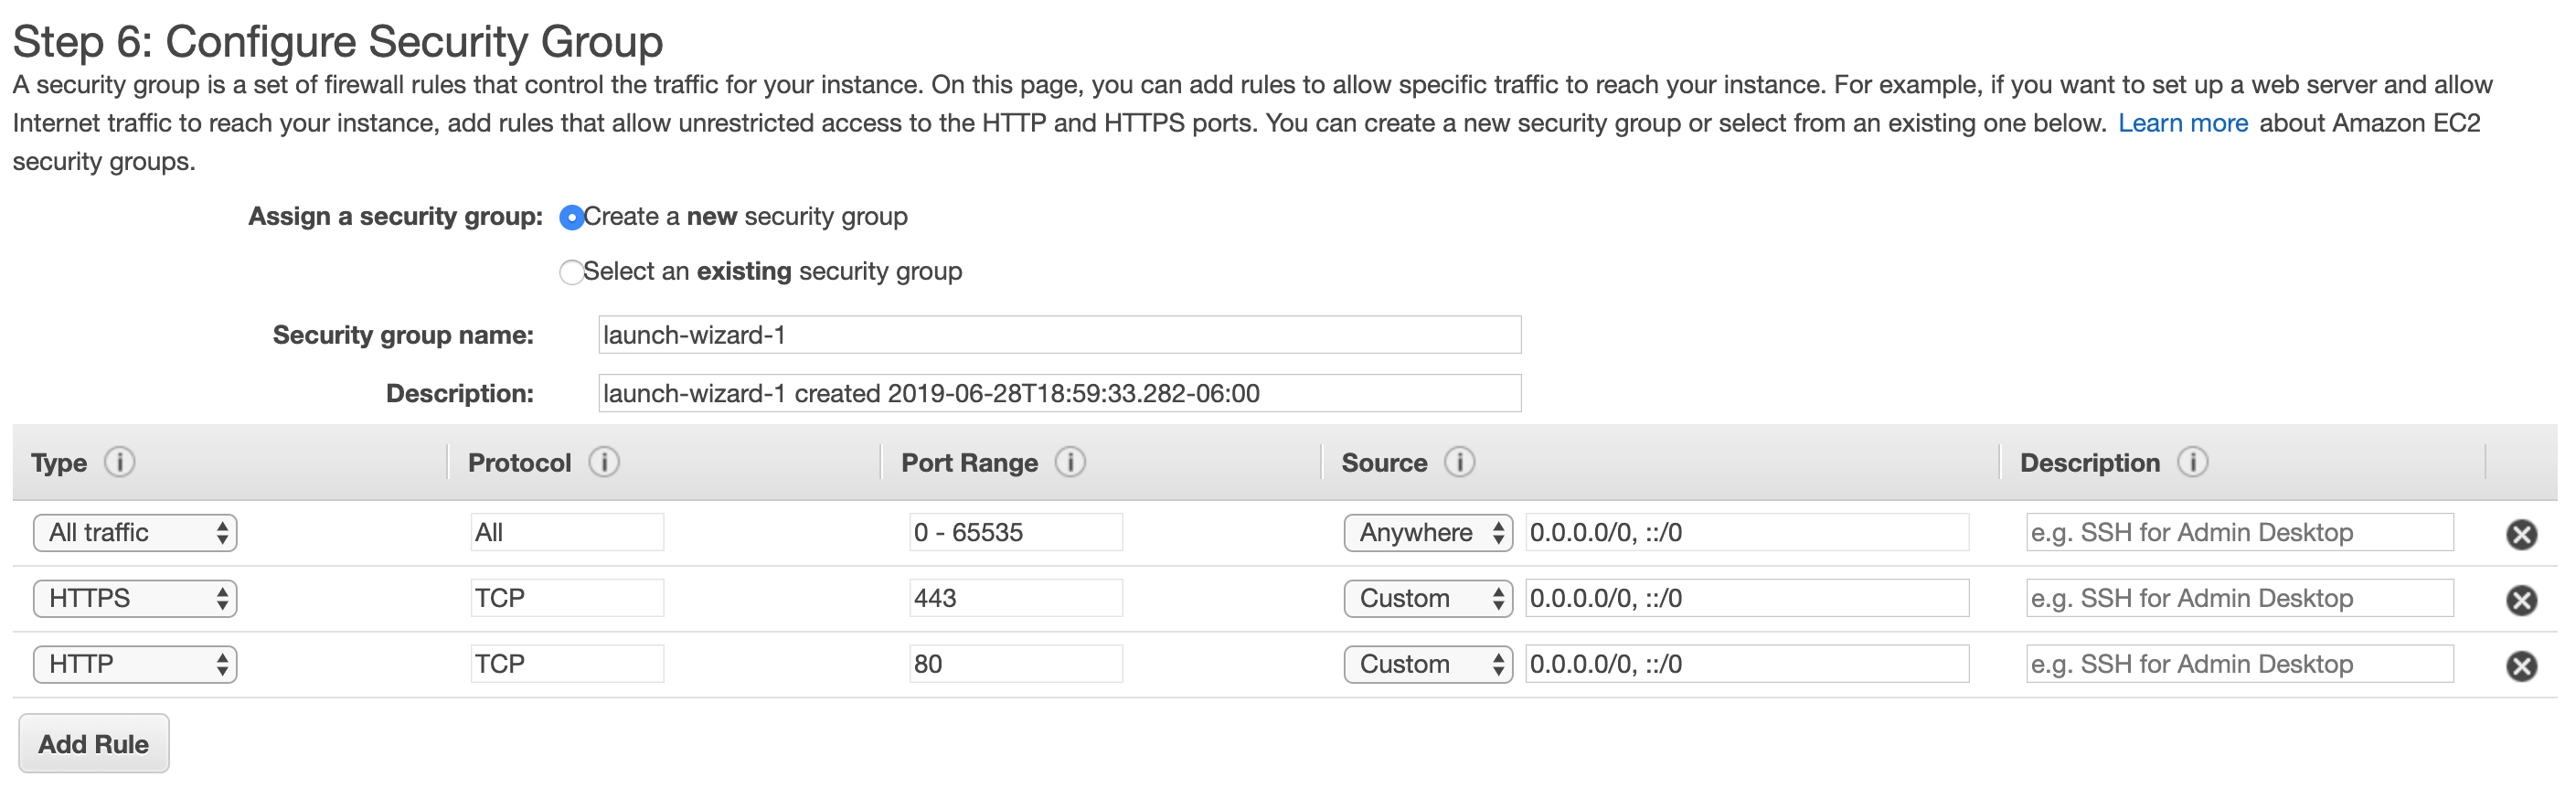 Step 6: Configure Security Group
A security group is a set of firewall rules that control the traffic for your instance. On this page, you can add rules to allow specific traffic to reach your instance. For example, if you want to set up a web server and allow
Internet traffic to reach your instance, add rules that allow unrestricted access to the HTTP and HTTPS ports. You can create a new security group or select from an existing one below. Learn more about Amazon EC2
security groups.
Assign a security group: Create a new security group
Select an existing security group
Security group name: launch-wizard-1
Description: launch-wizard-1 created 2019-06-28T18:59:33.282-06:00
Type Protocol Port Range Source Description
All traffic All 0 - 65535 Anywhere 0.0.0.0/0, ::/0 e.g. SSH for Admin Desktop
HTTPS TCP 443 Custom 0.0.0.0/0, ::/0 e.g. SSH for Admin Desktop
HTTP TCP 80 Custom 0.0.0.0/0, ::/0 e.g. SSH for Admin Desktop
Add Rule